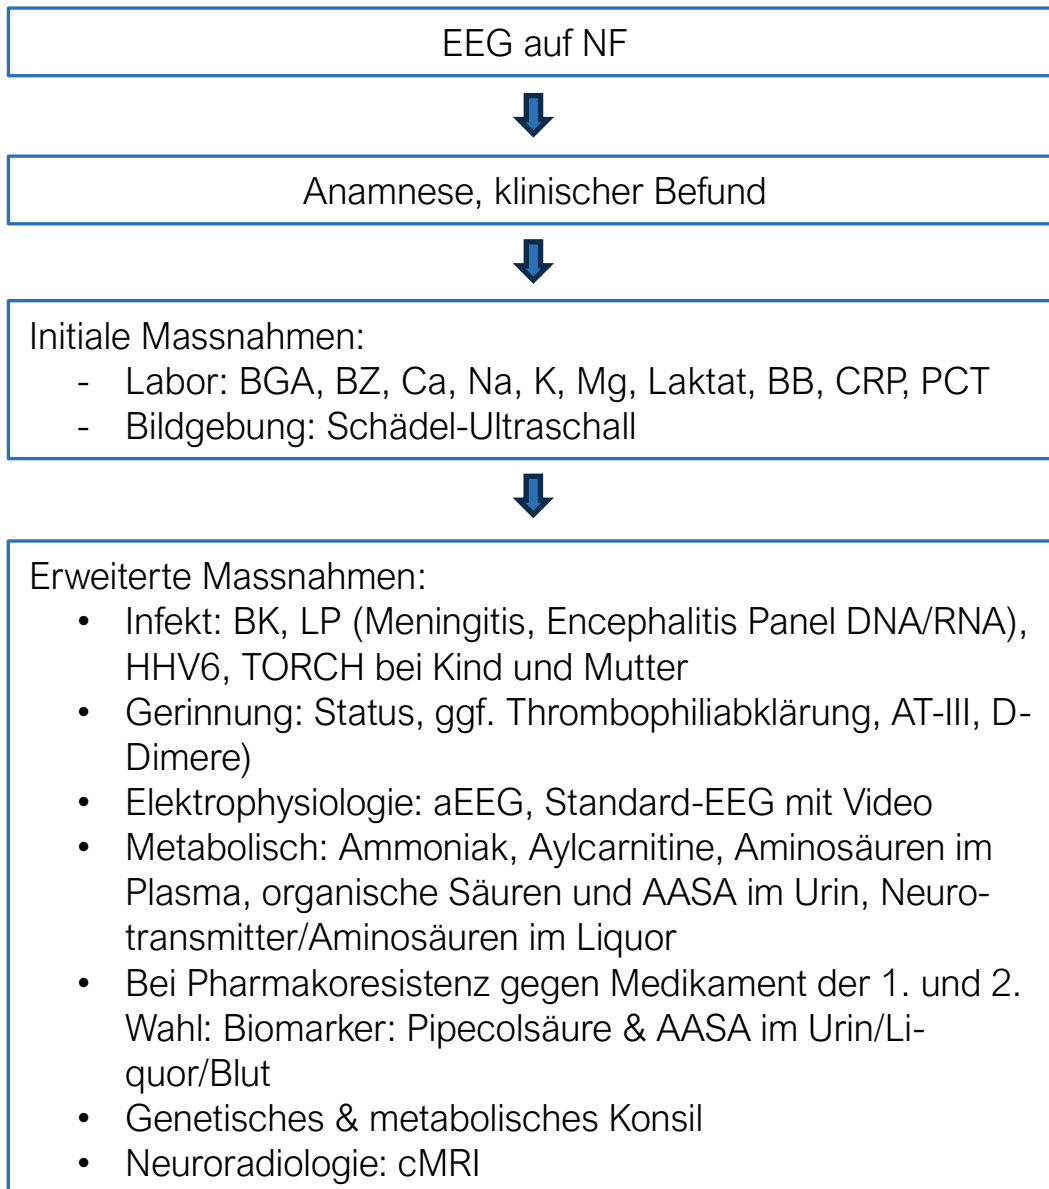 EEG auf NF
Anamnese, klinischer Befund
Initiale Massnahmen:
- Labor: BGA, BZ, Ca, Na, K, Mg, Laktat, BB, CRP, PCT
- Bildgebung: Schädel-Ultraschall
Erweiterte Massnahmen:
• Infekt: BK, LP (Meningitis, Encephalitis Panel DNA/RNA),
HHV6, TORCH bei Kind und Mutter
• Gerinnung: Status, ggf. Thrombophiliabklärung, AT-III, D-
Dimere)
• Elektrophysiologie: aEEG, Standard-EEG mit Video
• Metabolisch: Ammoniak, Aylcarnitine, Aminosäuren im
Plasma, organische Säuren und AASA im Urin, Neuro-
transmitter/Aminosäuren im Liquor
• Bei Pharmakoresistenz gegen Medikament der 1. und 2.
Wahl: Biomarker: Pipecolsäure & AASA im Urin/Li-
quor/Blut
• Genetisches & metabolisches Konsil
• Neuroradiologie: cMRI